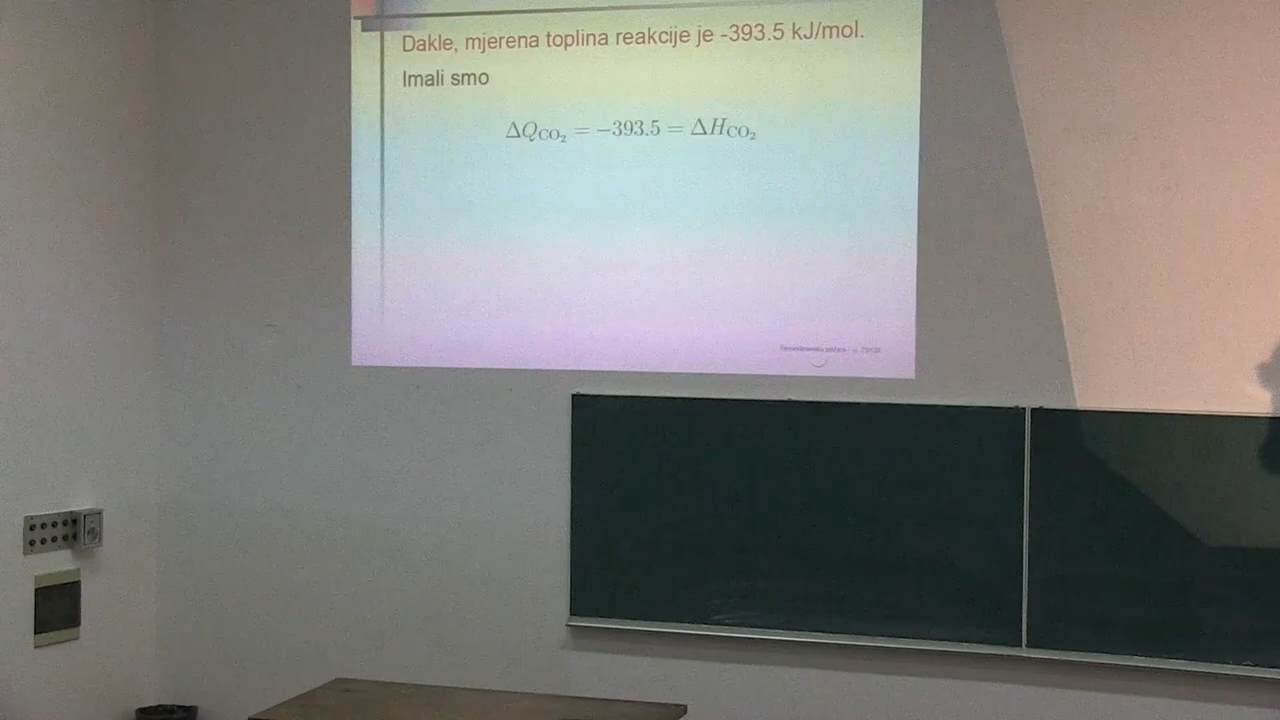 Dakle, mjerena toplina reakcije je -393.5 kJ/mol.
Imali smo
ΔQ_CO₂ = −393.5 = ΔH_CO₂